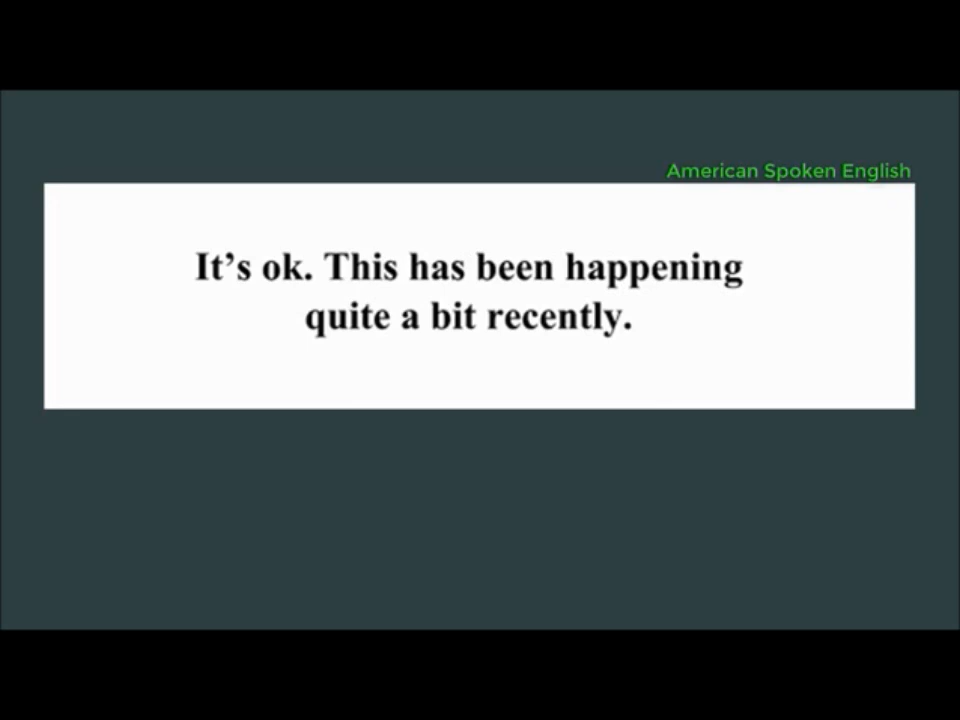 American Spoken English
It’s ok. This has been happening
quite a bit recently.